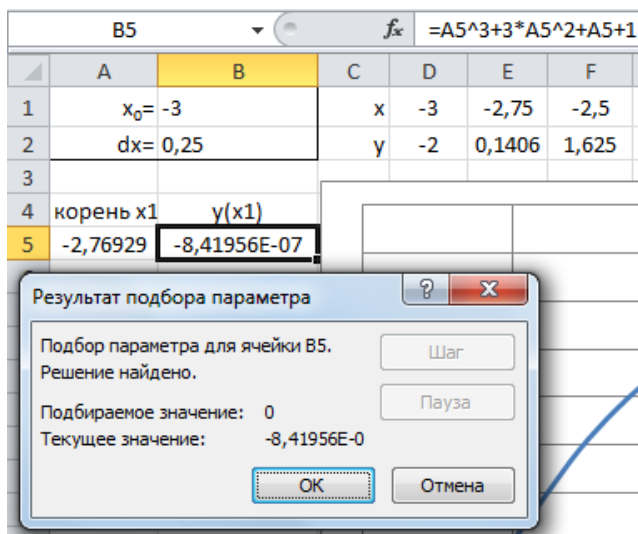 B5 fx =A5^3+3*A5^2+A5+1
A B C D E F
1 x₀= -3 x -3 -2,75 -2,5
2 dx= 0,25 y -2 0,1406 1,625
3
4 корень x1 y(x1)
5 -2,76929 -8,41956E-07
Результат подбора параметра ?
Подбор параметра для ячейки B5.
Решение найдено.
Шаг
Подбираемое значение: 0
Пауза
Текущее значение: -8,41956E-0
ОК Отмена